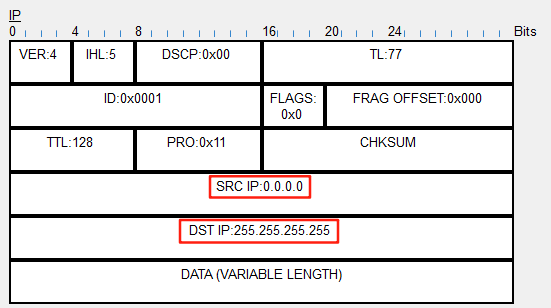 IP
0 4 8 16 20 24 Bits
VER:4 IHL:5 DSCP:0x00 TL:77
ID:0x0001 FLAGS: FRAG OFFSET:0x000
0x0
TTL:128 PRO:0x11 CHKSUM
SRC IP:0.0.0.0
DST IP:255.255.255.255
DATA (VARIABLE LENGTH)